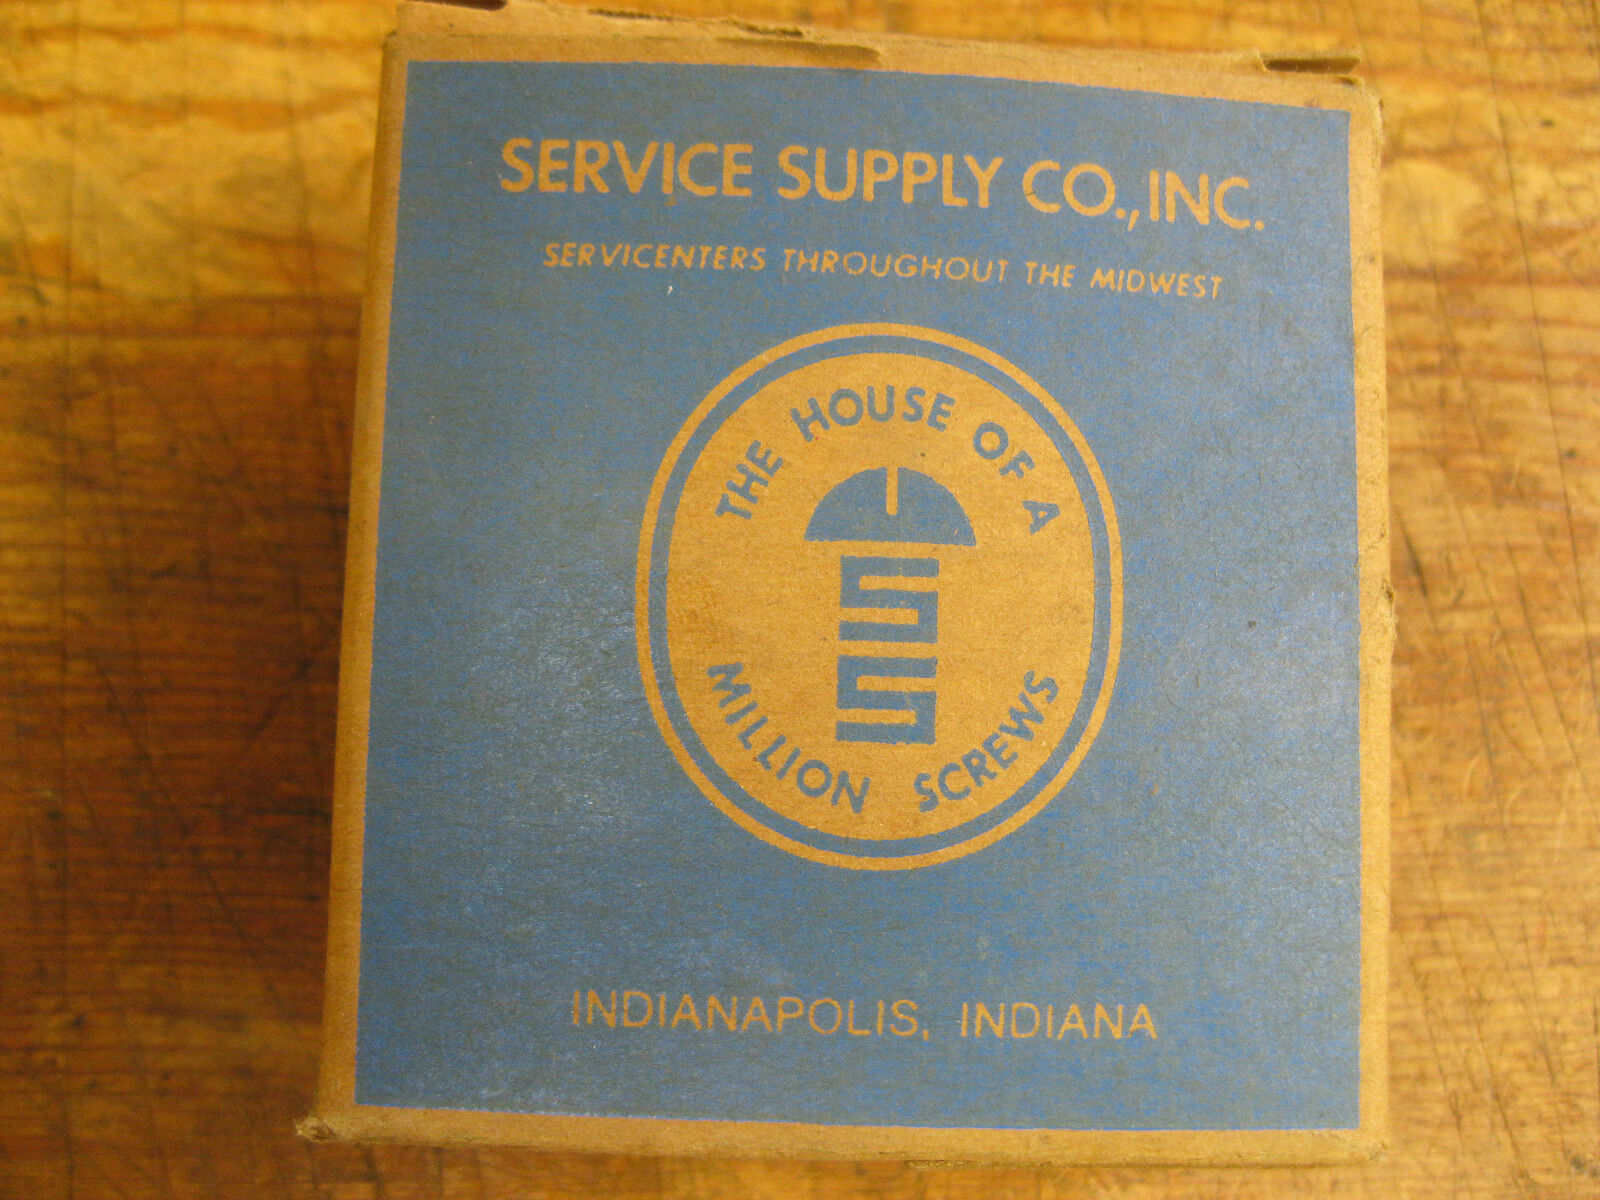 SERVICE SUPPLY CO., INC.
SERVICENTERS THROUGHOUT THE MIDWEST
THE HOUSE OF A
MILLION SCREWS
INDIANAPOLIS, INDIANA